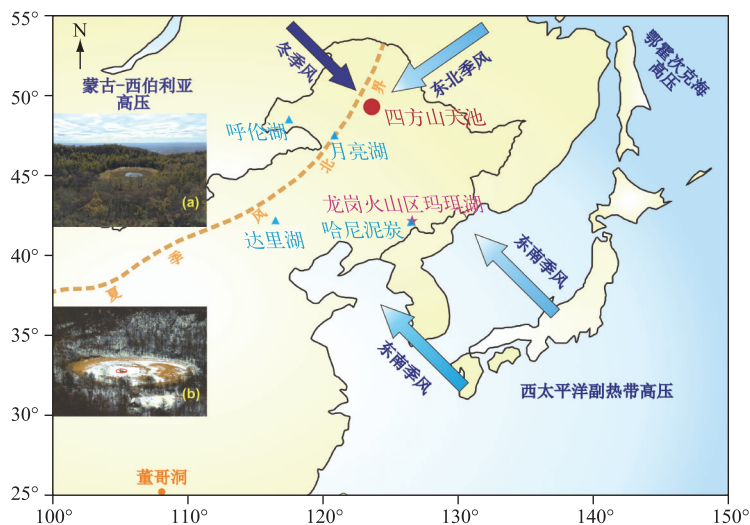 55°
50°
45°
40°
35°
30°
25°
100°
110°
120°
130°
140°
150°
N
冬季风
东北季风
鄂霍次克海
高压
蒙古-西伯利亚
高压
四方山天池
呼伦湖
月亮湖
(a)
龙岗火山区玛珥湖
哈尼泥炭
达里湖
夏季风北界
东南季风
东南季风
(b)
西太平洋副热带高压
董哥洞